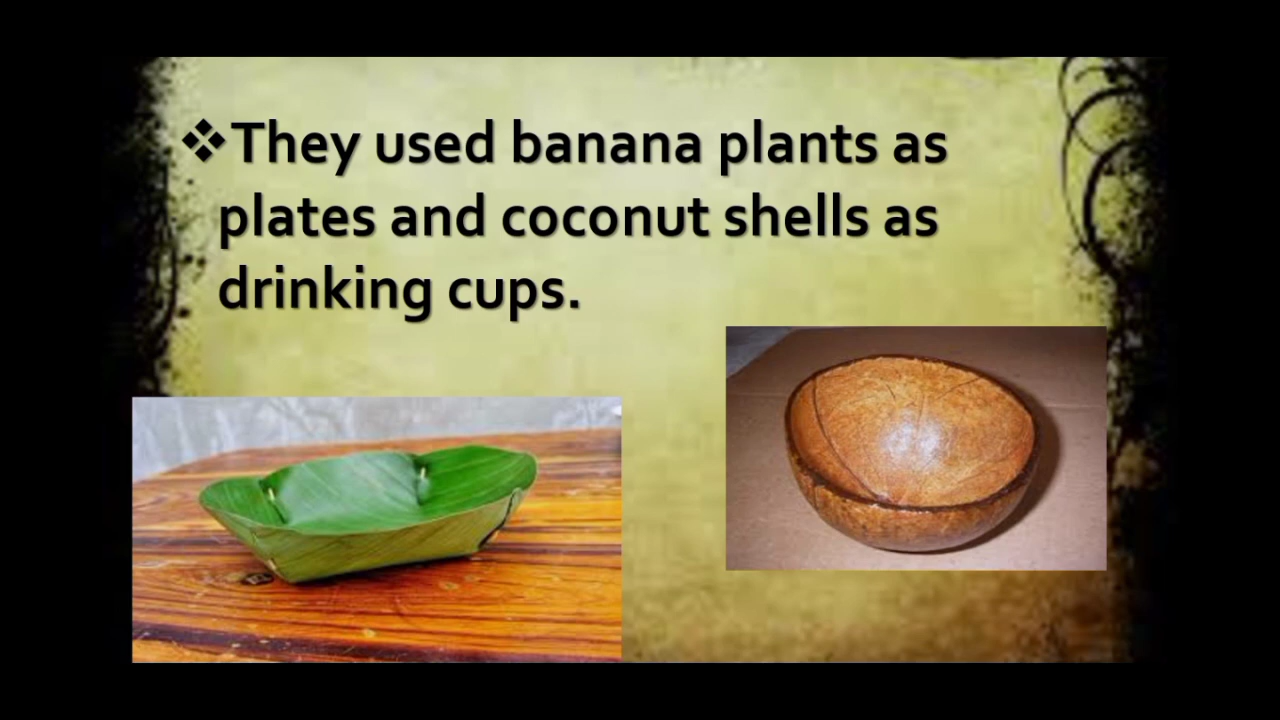 ❖They used banana plants as
plates and coconut shells as
drinking cups.